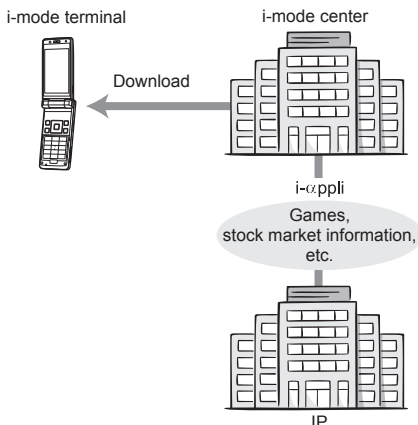 i-mode terminal
i-mode center
Download
i-αppli
Games,
stock market information,
etc.
IP